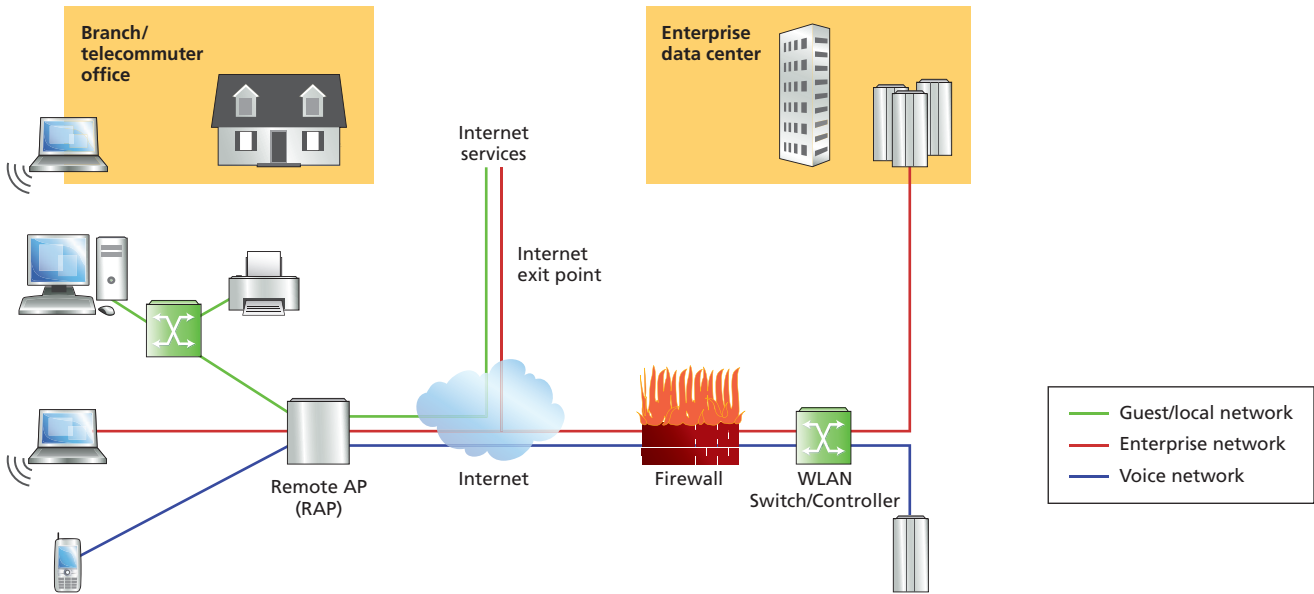 Branch/
telecommuter
office
Enterprise
data center
Internet
services
Internet
exit point
Remote AP
(RAP)
Internet
Firewall
WLAN
Switch/Controller
Guest/local network
Enterprise network
Voice network